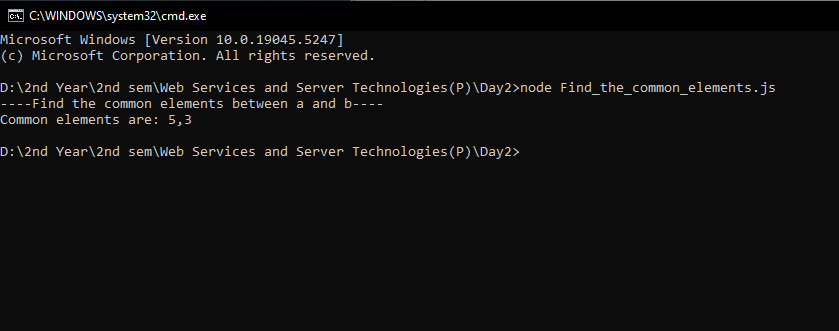 C:\WINDOWS\system32\cmd.exe
Microsoft Windows [Version 10.0.19045.5247]
(c) Microsoft Corporation. All rights reserved.
D:\2nd Year\2nd sem\Web Services and Server Technologies(P)\Day2>node Find_the_common_elements.js
----Find the common elements between a and b----
Common elements are: 5,3
D:\2nd Year\2nd sem\Web Services and Server Technologies(P)\Day2>